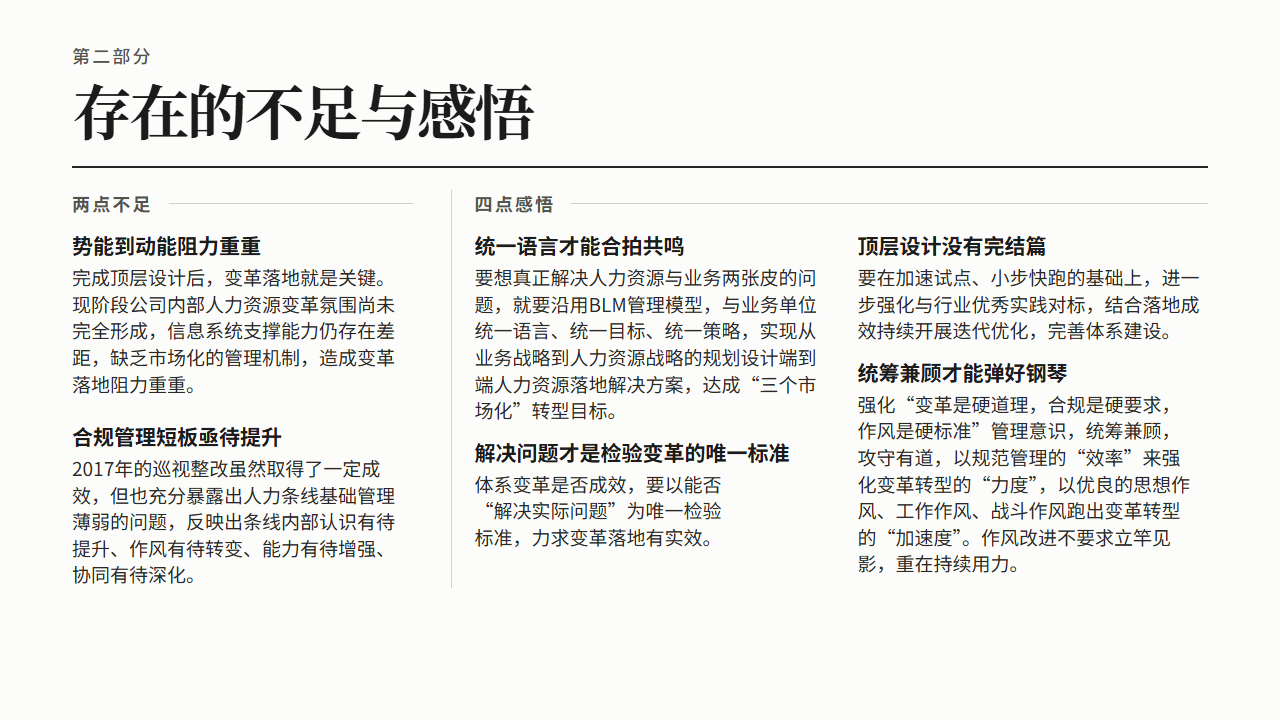 第二部分
存在的不足与感悟
两点不足
势能到动能阻力重重
完成顶层设计后，变革落地就是关键。
现阶段公司内部人力资源变革氛围尚未
完全形成，信息系统支撑能力仍存在差
距，缺乏市场化的管理机制，造成变革
落地阻力重重。
合规管理短板亟待提升
2017年的巡视整改虽然取得了一定成
效，但也充分暴露出人力条线基础管理
薄弱的问题，反映出条线内部认识有待
提升、作风有待转变、能力有待增强、
协同有待深化。
四点感悟
统一语言才能合拍共鸣
要想真正解决人力资源与业务两张皮的问
题，就要沿用BLM管理模型，与业务单位
统一语言、统一目标、统一策略，实现从
业务战略到人力资源战略的规划设计端到
端人力资源落地解决方案，达成“三个市
场化”转型目标。
解决问题才是检验变革的唯一标准
体系变革是否成效，要以能否
“解决实际问题”为唯一检验
标准，力求变革落地有实效。
顶层设计没有完结篇
要在加速试点、小步快跑的基础上，进一
步强化与行业优秀实践对标，结合落地成
效持续开展迭代优化，完善体系建设。
统筹兼顾才能弹好钢琴
强化“变革是硬道理，合规是硬要求，
作风是硬标准”管理意识，统筹兼顾，
攻守有道，以规范管理的“效率”来强
化变革转型的“力度”，以优良的思想作
风、工作作风、战斗作风跑出变革转型
的“加速度”。作风改进不要求立竿见
影，重在持续用力。